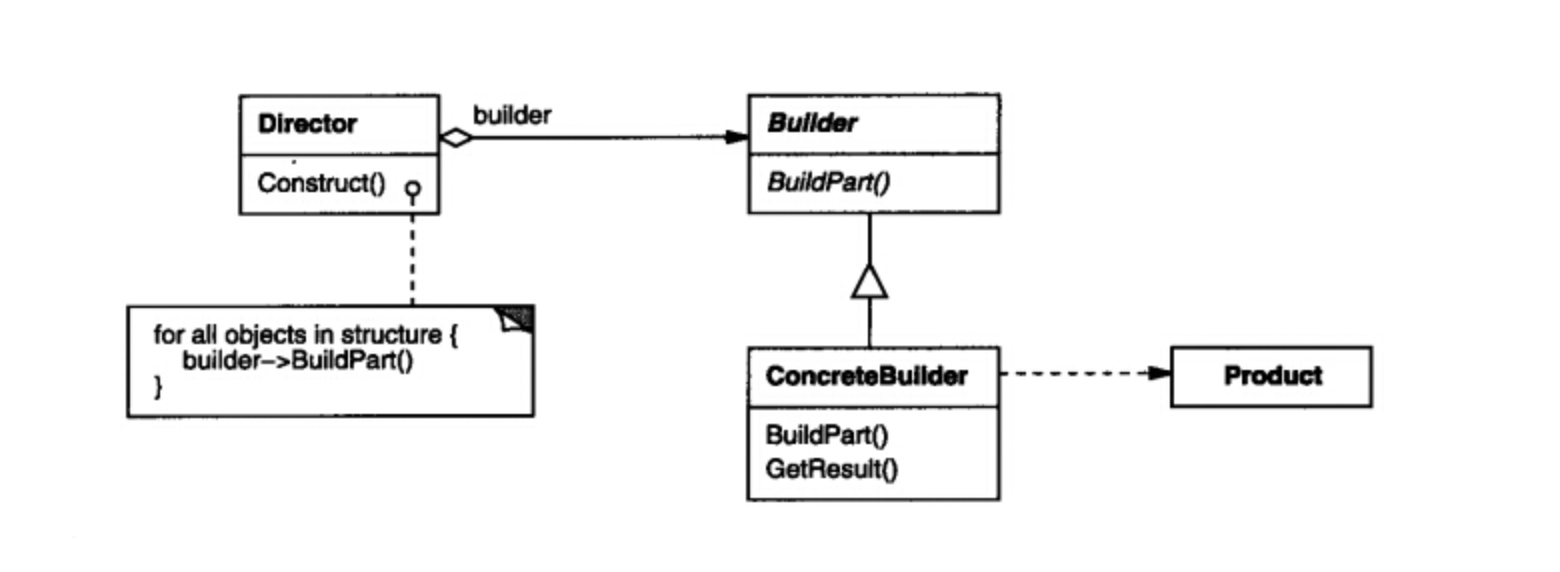 Director
builder
Builder
Construct()
BuildPart()
for all objects in structure {
builder–>BuildPart()
}
ConcreteBuilder
Product
BuildPart()
GetResult()